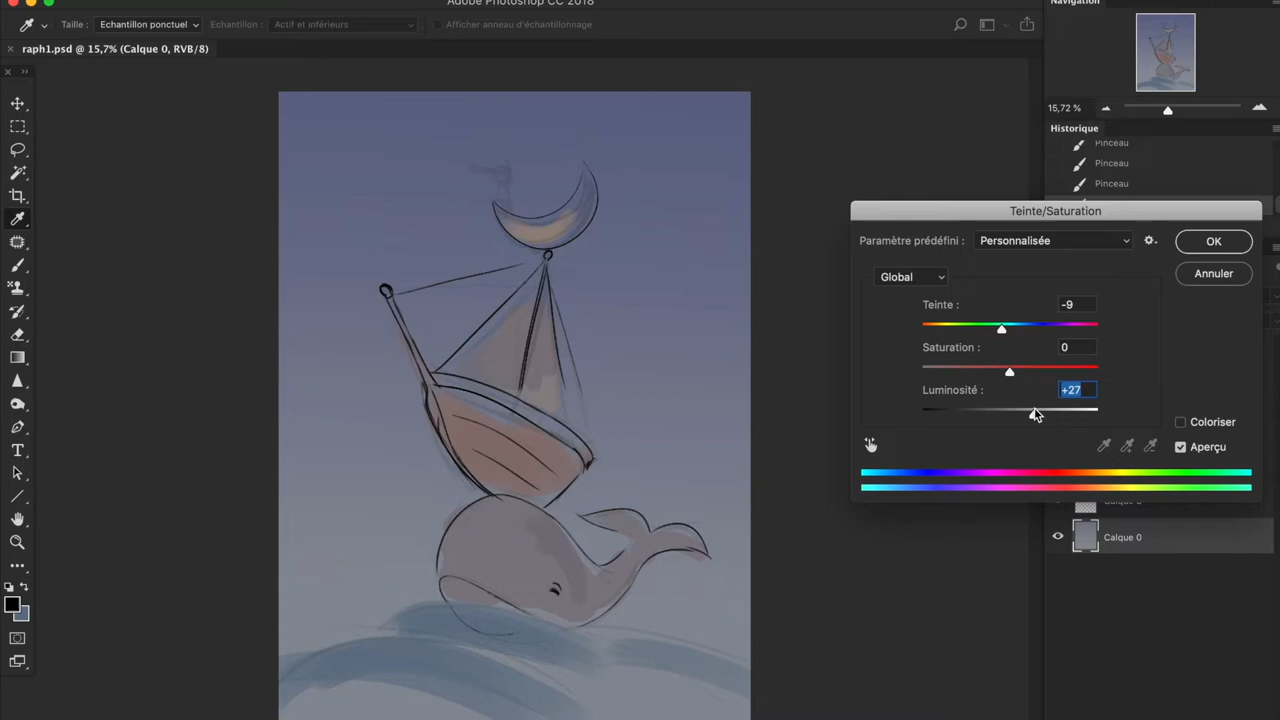 Adobe Photoshop CC 2018
Taille : Echantillon ponctuel Echantillon : Actif et inférieurs Afficher anneau d'échantillonnage
raph1.psd @ 15,7% (Calque 0, RVB/8)
Navigation
15,72 %
Historique
Pinceau
Pinceau
Pinceau
Teinte/Saturation
Paramètre prédéfini : Personnalisée OK
Global Annuler
Teinte : -9
Saturation : 0
Luminosité : +27
Coloriser
Aperçu
Calque 0